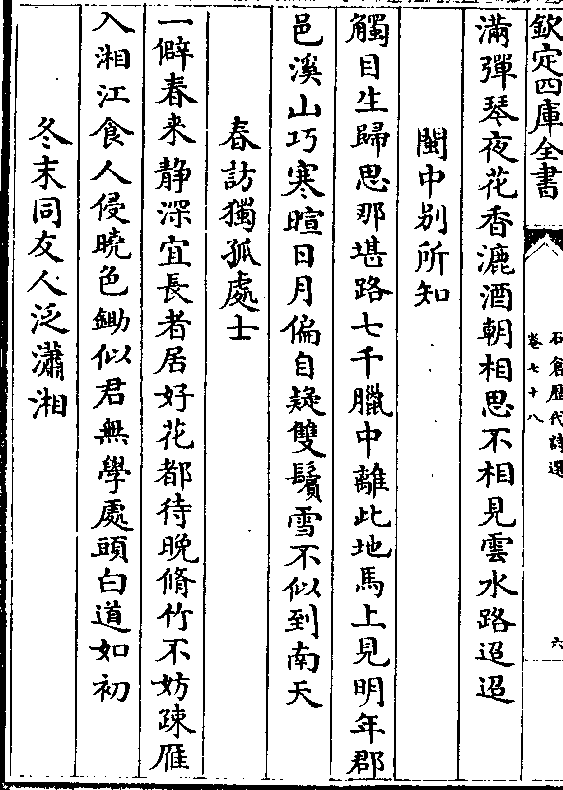 欽定四庫全書
石倉歷代詩選
卷七十八
六
滿彈琴夜花香漉酒朝相思不相見雲水路迢迢
閩中别所知
觸目生歸思那堪路七千臘中離此地馬上見明年郡
邑溪山巧寒暄日月偏自疑雙鬢雪不似到南天
春訪獨孤處士
一僻春来静深宜長者居好花都待晚脩竹不妨疎雁
入湘江食人侵曉色鋤似君無學處頭白道如初
冬末同友人泛瀟湘